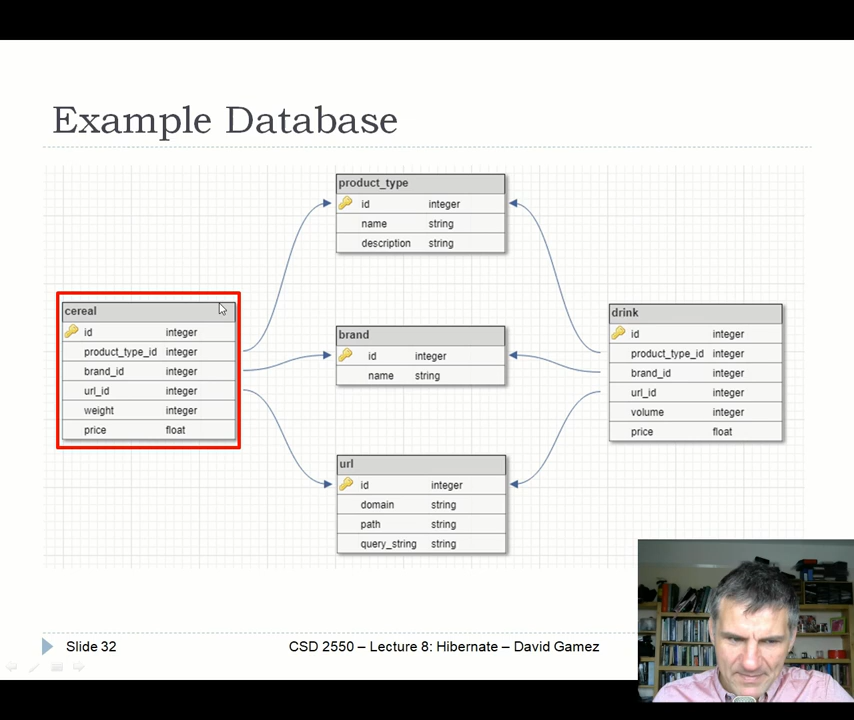 Example Database
product_type
id integer
name string
description string
cereal
id integer
product_type_id integer
brand_id integer
url_id integer
weight integer
price float
brand
id integer
name string
drink
id integer
product_type_id integer
brand_id integer
url_id integer
volume integer
price float
url
id integer
domain string
path string
query_string string
Slide 32
CSD 2550 – Lecture 8: Hibernate – David Gamez